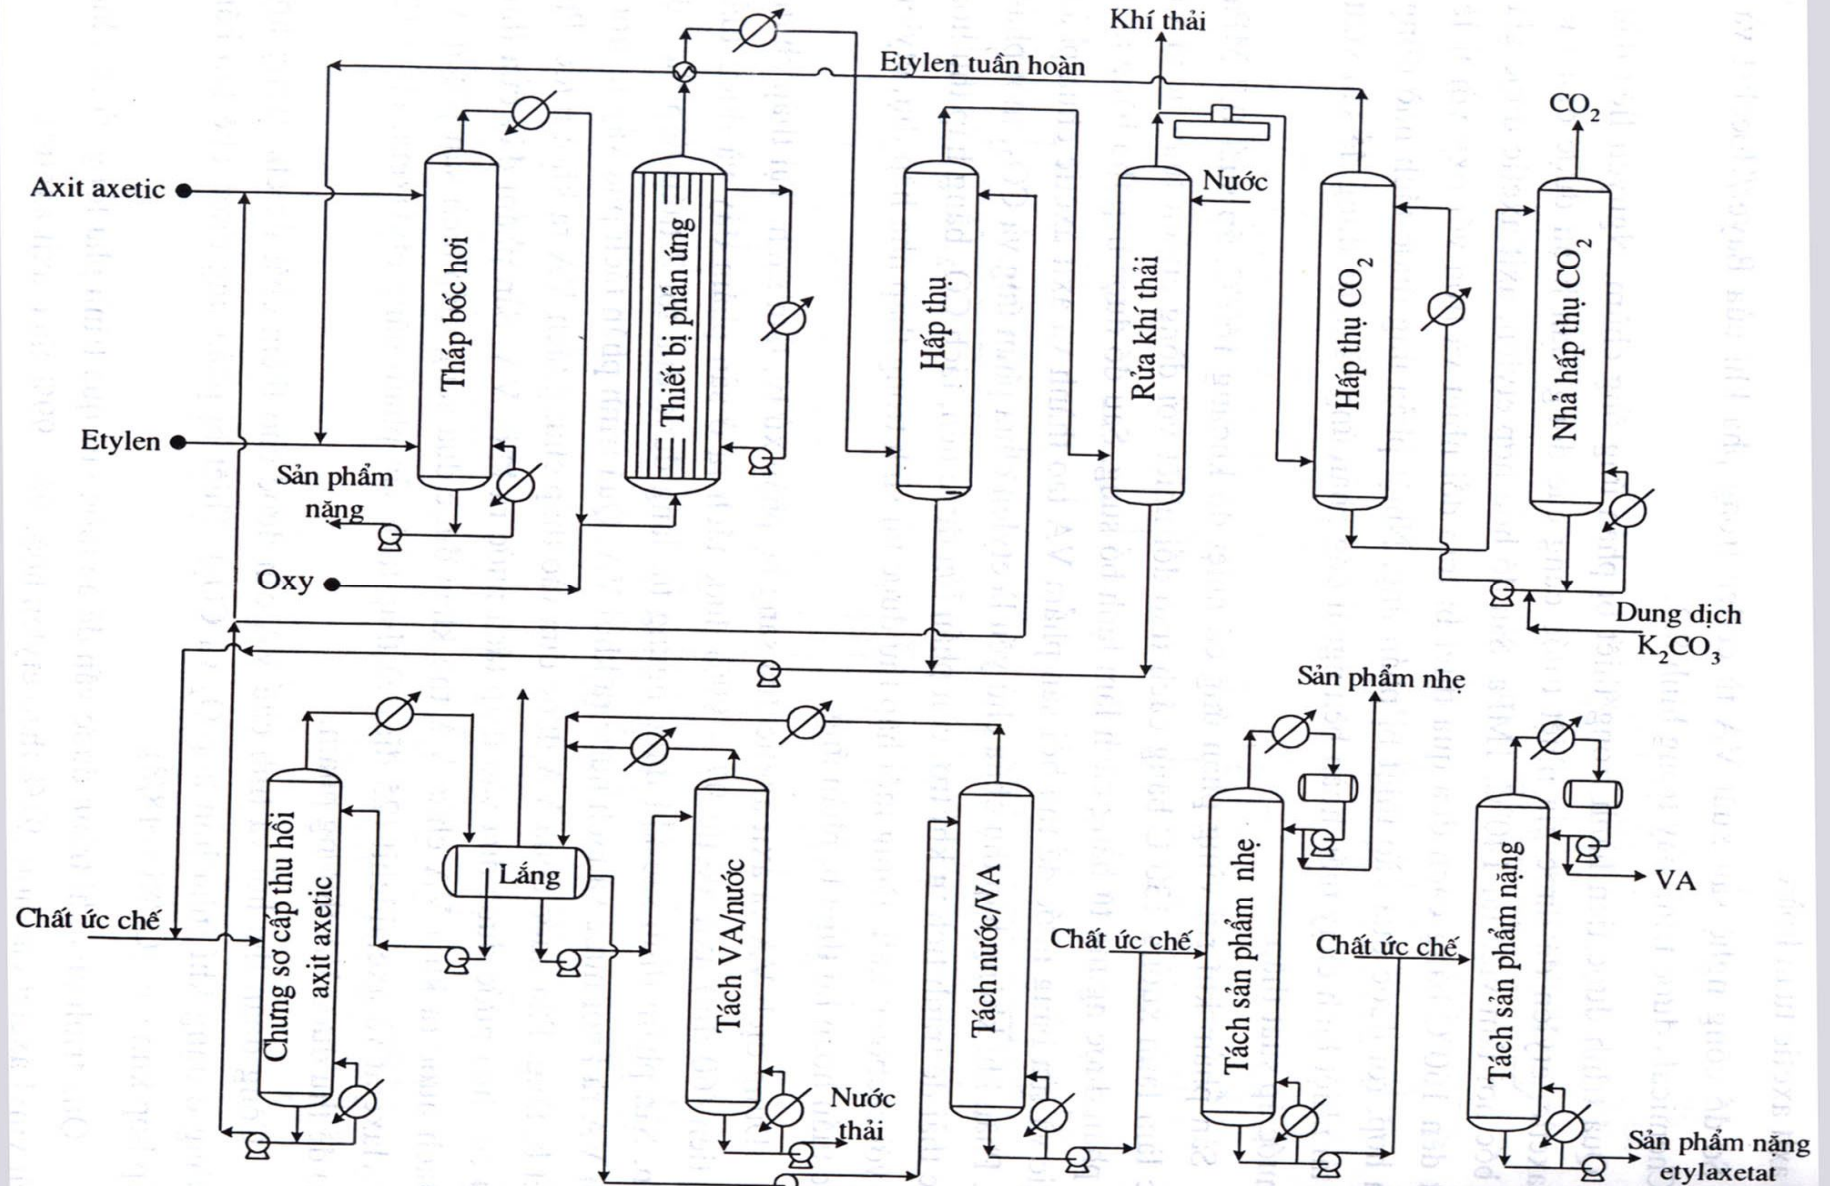 Khí thải
Etylen tuần hoàn
CO2
Axit axetic
Nước
Tháp bốc hơi
Thiết bị phản ứng
Hấp thụ
Rửa khí thải
Hấp thụ CO2
Nhả hấp thụ CO2
Etylen
Sản phẩm
năng
Oxy
Dung dịch
K2CO3
Sản phẩm nhẹ
Chất ức chế
Chưng sơ cấp thu hồi
axit axetic
Lắng
Tách VA/nước
Tách nước/VA
Chất ức chế
Tách sản phẩm nhẹ
Chất ức chế
Tách sản phẩm nặng
VA
Nước
thải
Sản phẩm nặng
etylaxetat